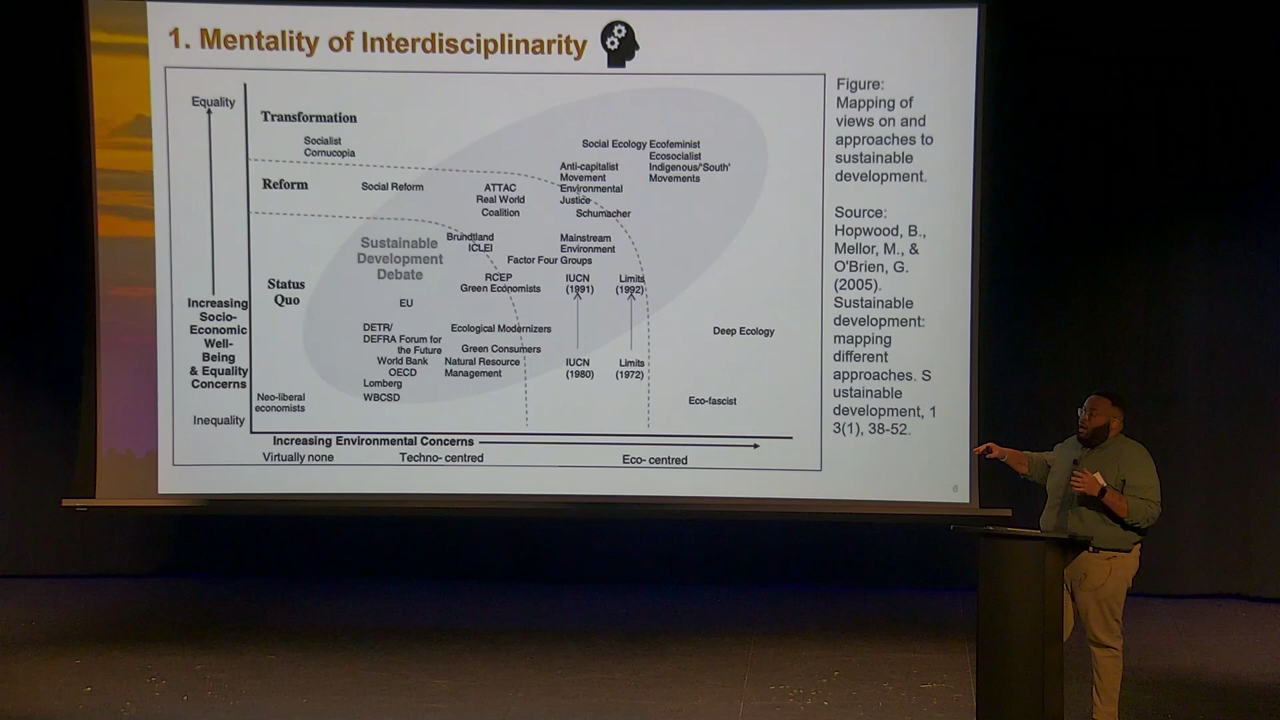 1. Mentality of Interdisciplinarity
Equality
Transformation
Socialist
Cornucopia
Social Ecology Ecofeminist
Ecosocialist
Indigenous/'South'
Movements
Anti-capitalist
Movement
Environmental
Justice
Schumacher
Reform
Social Reform
ATTAC
Real World
Coalition
Sustainable
Development
Debate
Brundtland
ICLEI
Mainstream
Environment
Factor Four Groups
Status
Quo
RCEP
Green Economists
IUCN
(1991)
Limits
(1992)
EU
Increasing
Socio-
Economic
Well-
Being
& Equality
Concerns
DETR/
DEFRA Forum for
the Future
World Bank
OECD
Lomberg
WBCSD
Ecological Modernizers
Green Consumers
Natural Resource
Management
IUCN
(1980)
Limits
(1972)
Deep Ecology
Neo-liberal
economists
Eco-fascist
Inequality
Increasing Environmental Concerns
Virtually none
Techno- centred
Eco- centred
Figure:
Mapping of
views on and
approaches to
sustainable
development.
Source:
Hopwood, B.,
Mellor, M., &
O'Brien, G.
(2005).
Sustainable
development:
mapping
different
approaches. S
ustainable
development, 1
3(1), 38-52.
6